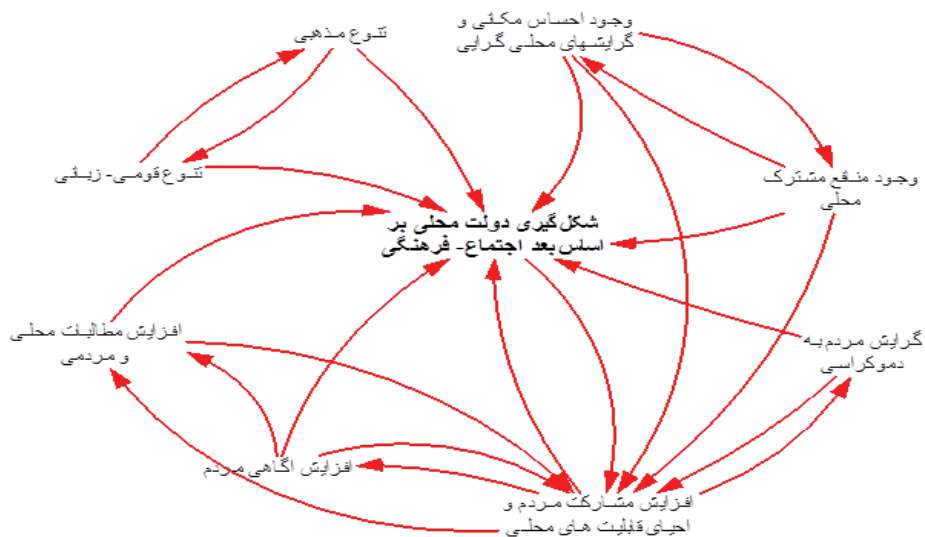 وجود احساس مکانی و
گرایشهای محلی گرایی
تنوع مذهبی
تنوع قومی- زبانی
وجود منافع مشترک
محلی
شکل‌گیری دولت محلی بر
اساس بعد اجتماع- فرهنگی
افزایش مطالبات محلی
و مردمی
گرایش مردم به
دموکراسی
افزایش آگاهی مردم
افزایش مشارکت مردم و
احیای قابلیت های محلی